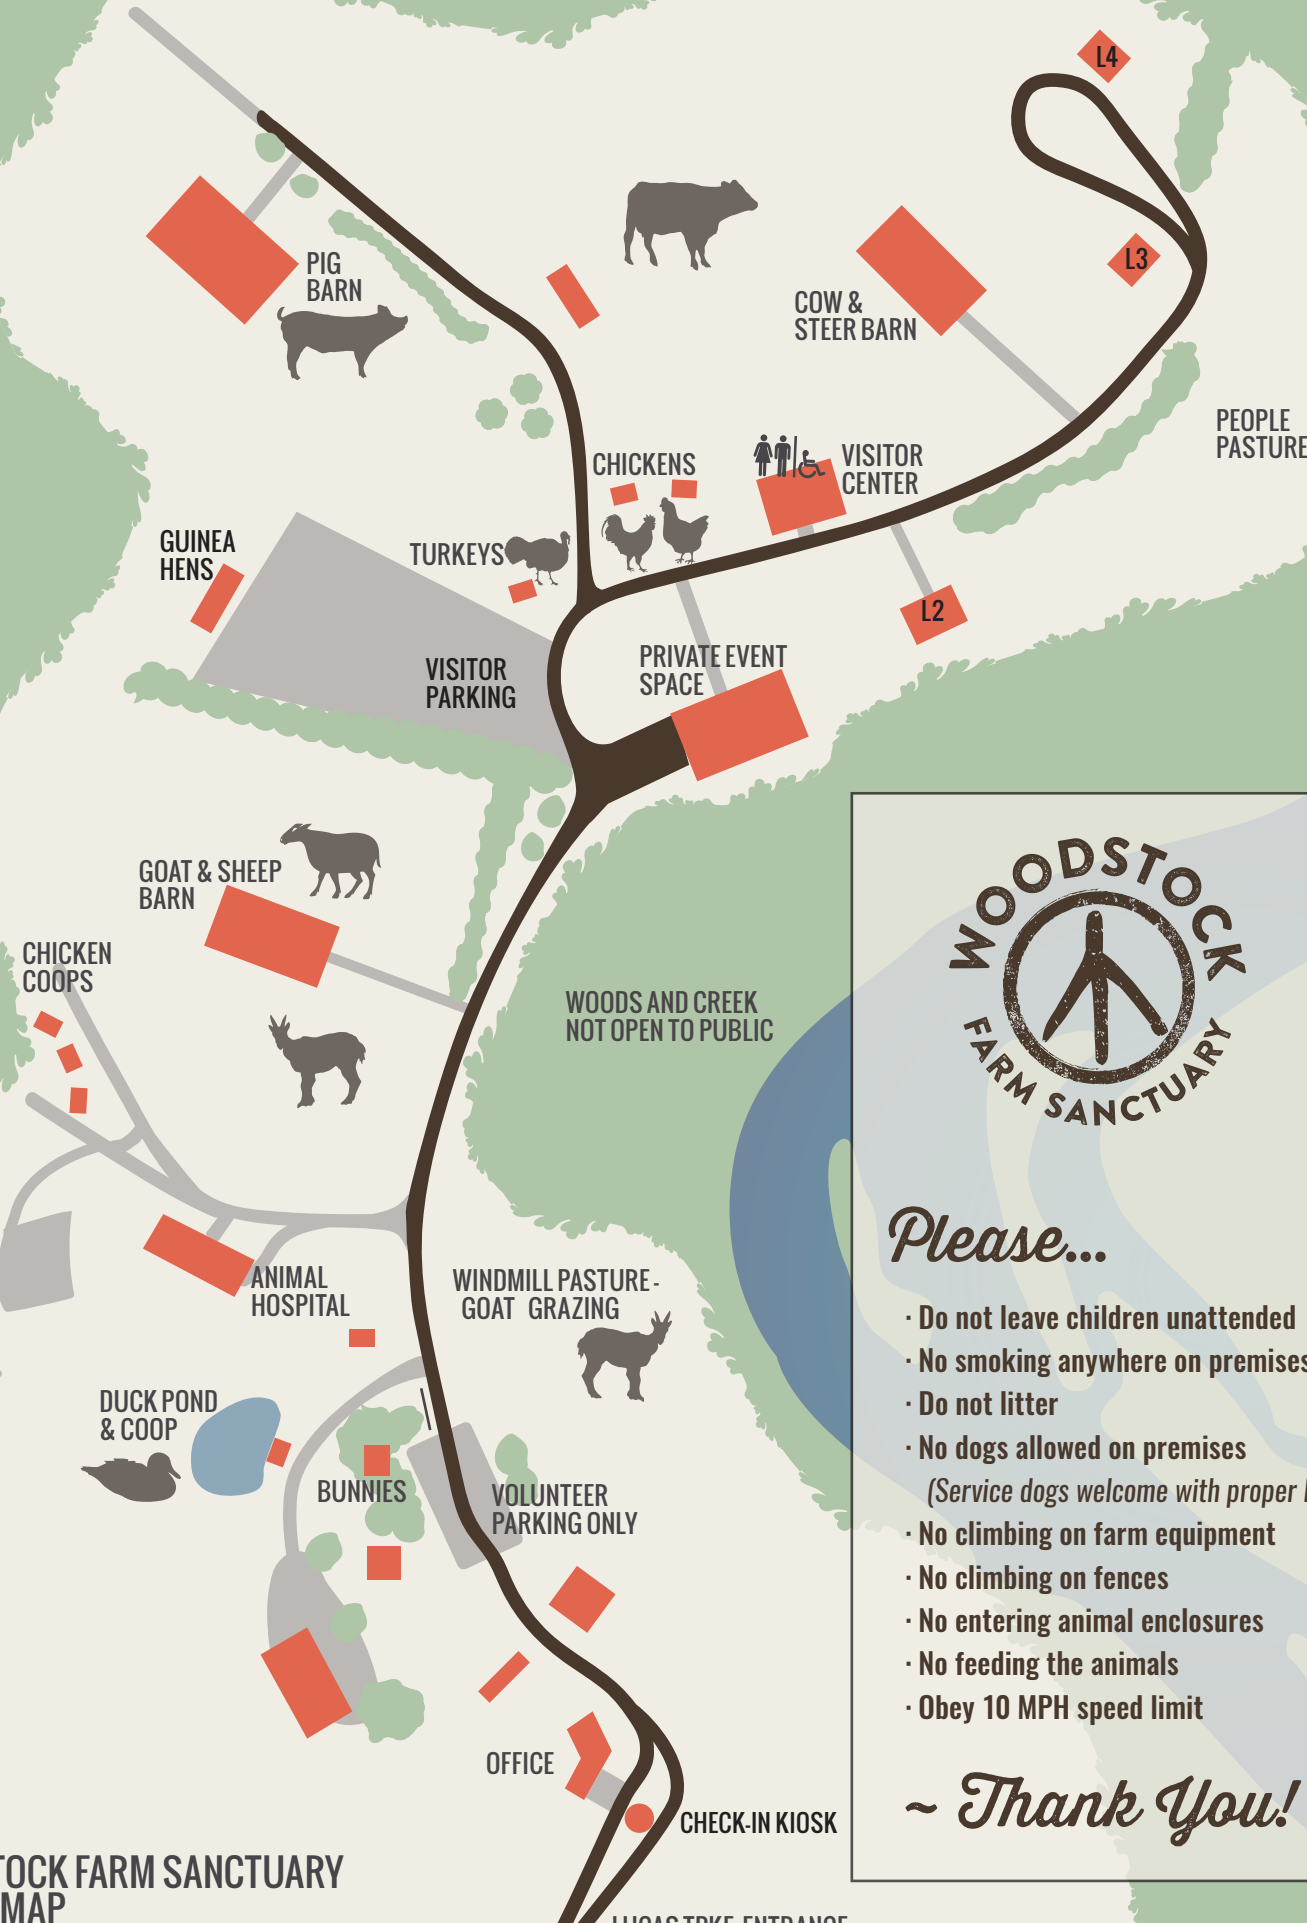 L4
PIG
BARN
L3
COW &
STEER BARN
PEOPLE
PASTURE
CHICKENS
VISITOR
CENTER
GUINEA
HENS
TURKEYS
L2
PRIVATE EVENT
SPACE
VISITOR
PARKING
GOAT & SHEEP
BARN
CHICKEN
COOPS
WOODS AND CREEK
NOT OPEN TO PUBLIC
WOODSTOCK
FARM SANCTUARY
Please...
· Do not leave children unattended
· No smoking anywhere on premises
· Do not litter
· No dogs allowed on premises
(Service dogs welcome with proper
· No climbing on farm equipment
· No climbing on fences
· No entering animal enclosures
· No feeding the animals
· Obey 10 MPH speed limit
~ Thank You!
ANIMAL
HOSPITAL
WINDMILL PASTURE -
GOAT GRAZING
DUCK POND
& COOP
BUNNIES
VOLUNTEER
PARKING ONLY
OFFICE
CHECK-IN KIOSK
TOCK FARM SANCTUARY
MAP
LUCAS TPKE ENTRANCE